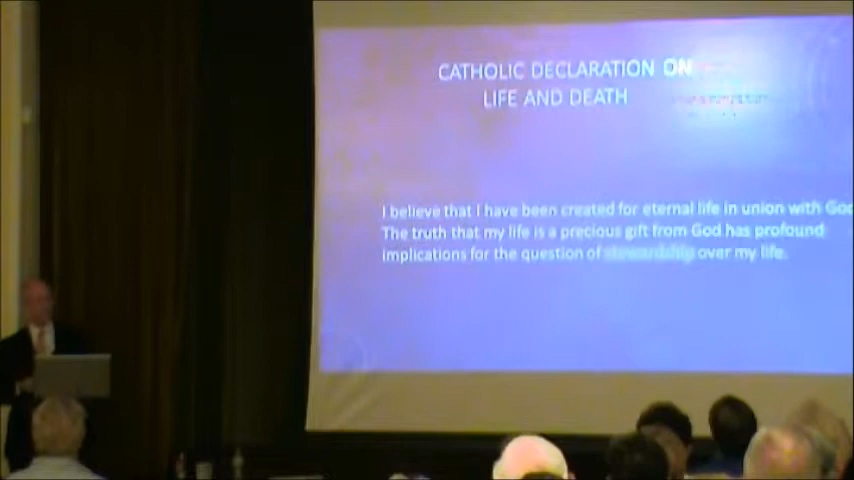 CATHOLIC DECLARATION ON
LIFE AND DEATH
I believe that I have been created for eternal life in union with God
The truth that my life is a precious gift from God has profound
implications for the question of stewardship over my life.